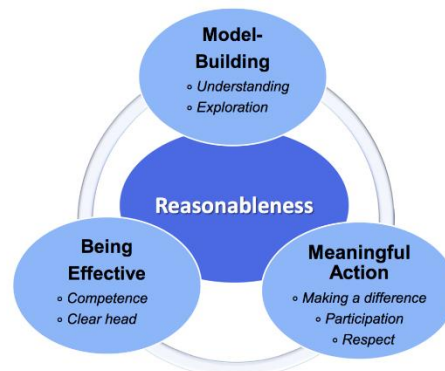 Model-
Building
∘ Understanding
∘ Exploration
Reasonableness
Being
Effective
∘ Competence
∘ Clear head
Meaningful
Action
∘ Making a difference
∘ Participation
∘ Respect